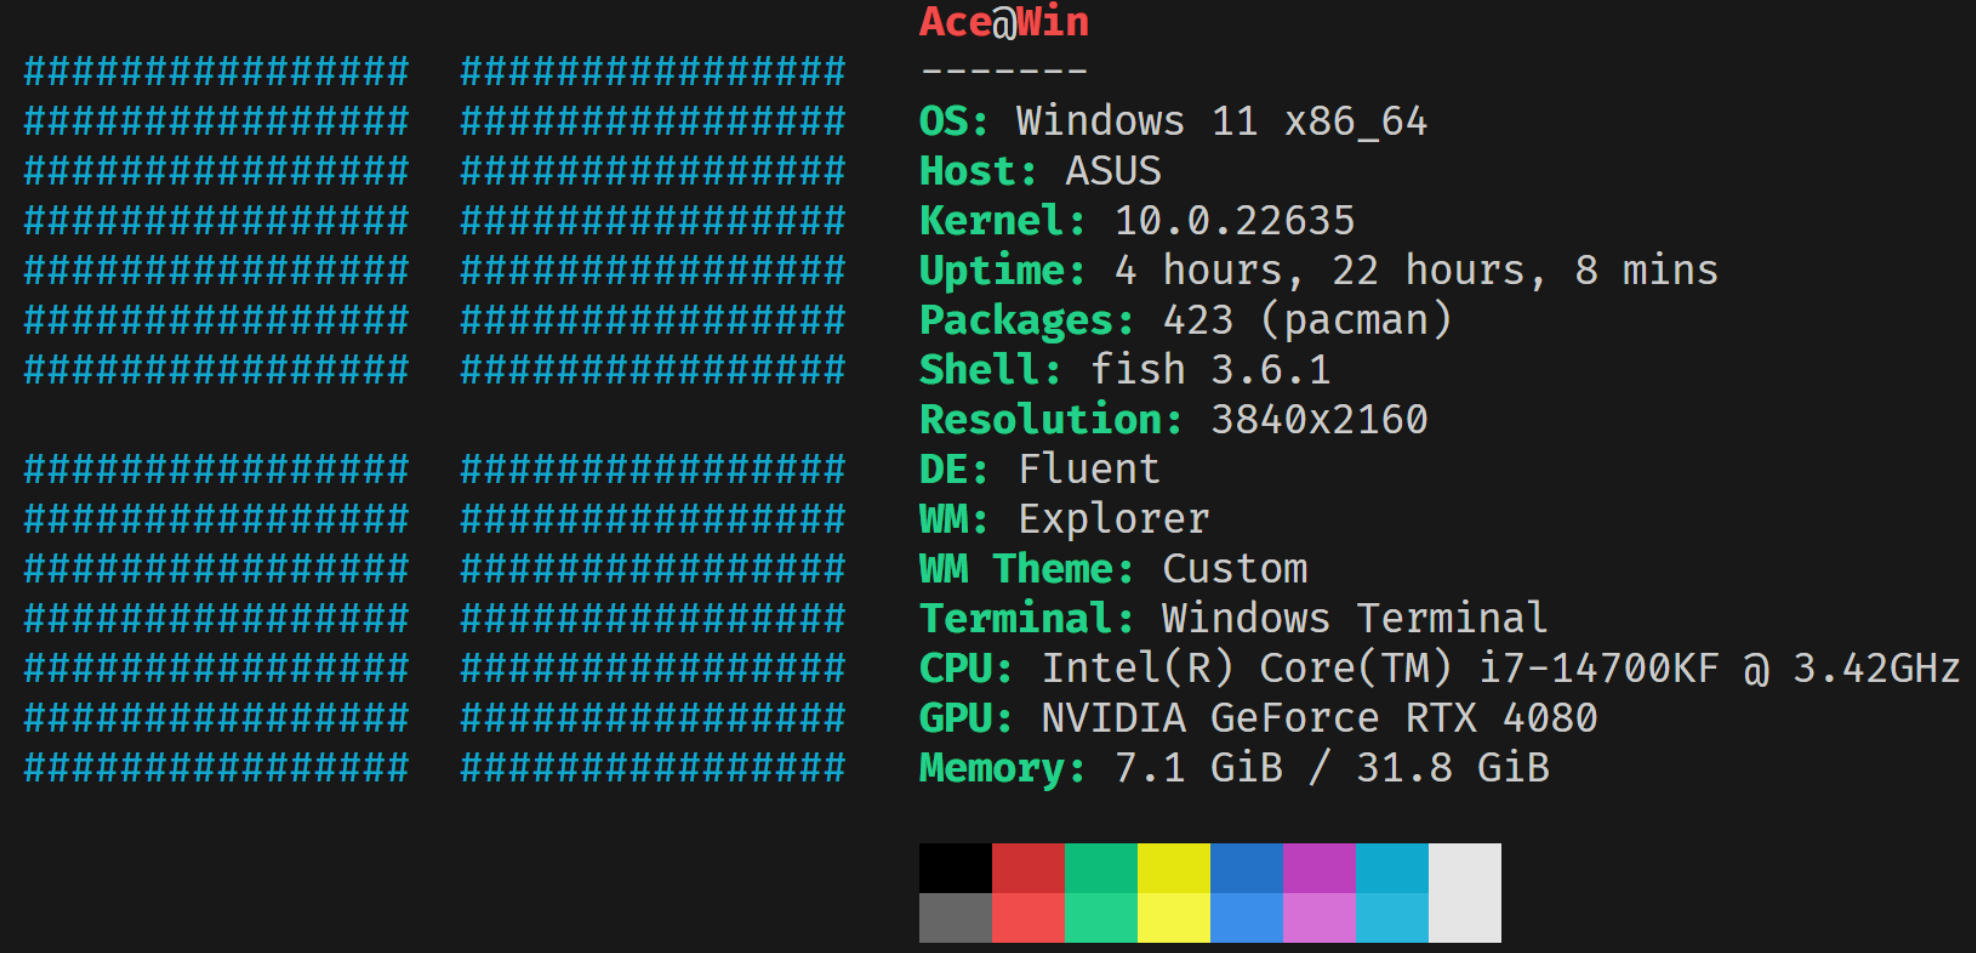 Ace@Win
################  ################ -------
################  ################ OS: Windows 11 x86_64
################  ################ Host: ASUS
################  ################ Kernel: 10.0.22635
################  ################ Uptime: 4 hours, 22 hours, 8 mins
################  ################ Packages: 423 (pacman)
################  ################ Shell: fish 3.6.1
Resolution: 3840x2160
################  ################ DE: Fluent
################  ################ WM: Explorer
################  ################ WM Theme: Custom
################  ################ Terminal: Windows Terminal
################  ################ CPU: Intel(R) Core(TM) i7-14700KF @ 3.42GHz
################  ################ GPU: NVIDIA GeForce RTX 4080
################  ################ Memory: 7.1 GiB / 31.8 GiB